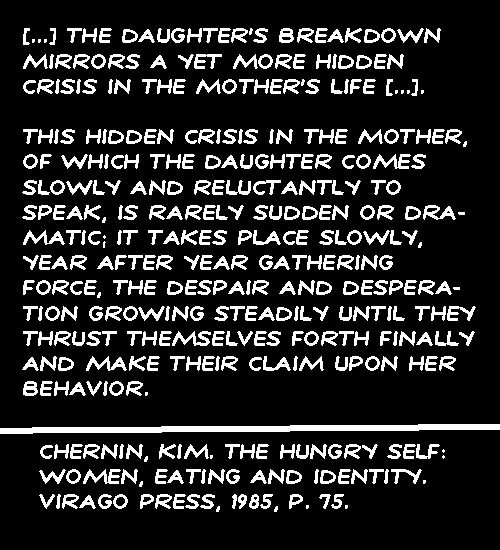 [...] THE DAUGHTER'S BREAKDOWN
MIRRORS A YET MORE HIDDEN
CRISIS IN THE MOTHER'S LIFE [...].
THIS HIDDEN CRISIS IN THE MOTHER,
OF WHICH THE DAUGHTER COMES
SLOWLY AND RELUCTANTLY TO
SPEAK, IS RARELY SUDDEN OR DRA-
MATIC; IT TAKES PLACE SLOWLY,
YEAR AFTER YEAR GATHERING
FORCE, THE DESPAIR AND DESPERA-
TION GROWING STEADILY UNTIL THEY
THRUST THEMSELVES FORTH FINALLY
AND MAKE THEIR CLAIM UPON HER
BEHAVIOR.
CHERNIN, KIM. THE HUNGRY SELF:
WOMEN, EATING AND IDENTITY.
VIRAGO PRESS, 1985, P. 75.